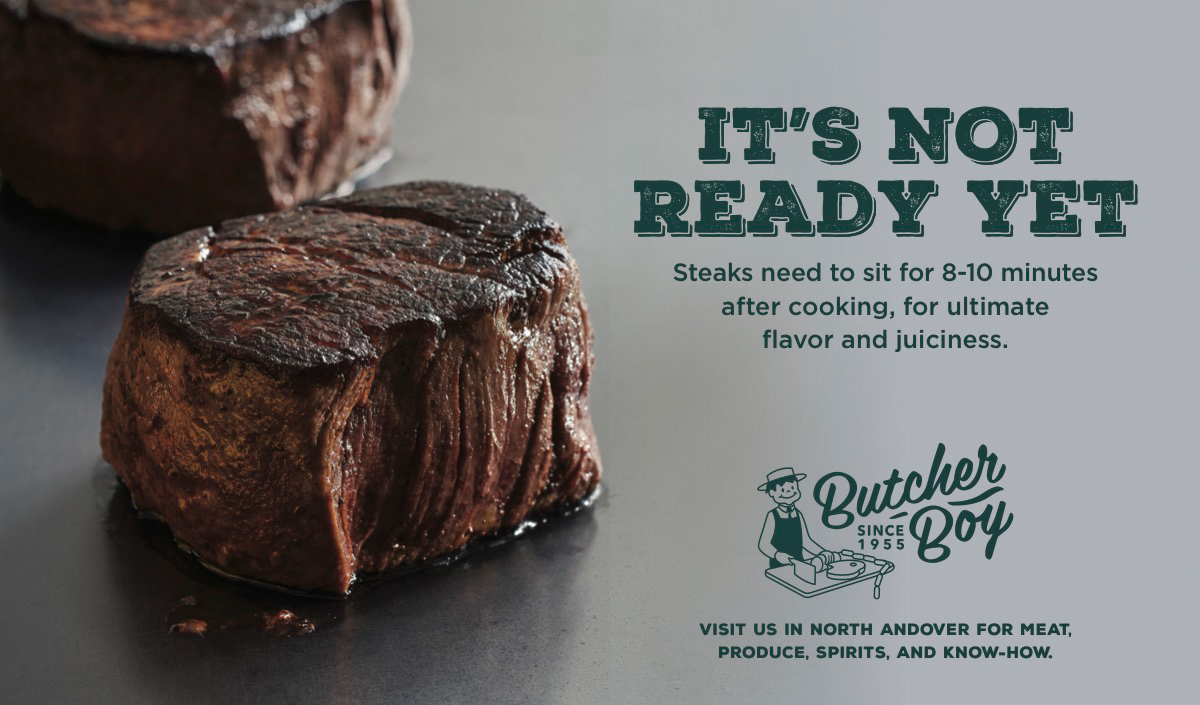 IT'S NOT
READY YET
Steaks need to sit for 8-10 minutes
after cooking, for ultimate
flavor and juiciness.
Butcher
Boy
SINCE
1955
VISIT US IN NORTH ANDOVER FOR MEAT,
PRODUCE, SPIRITS, AND KNOW-HOW.